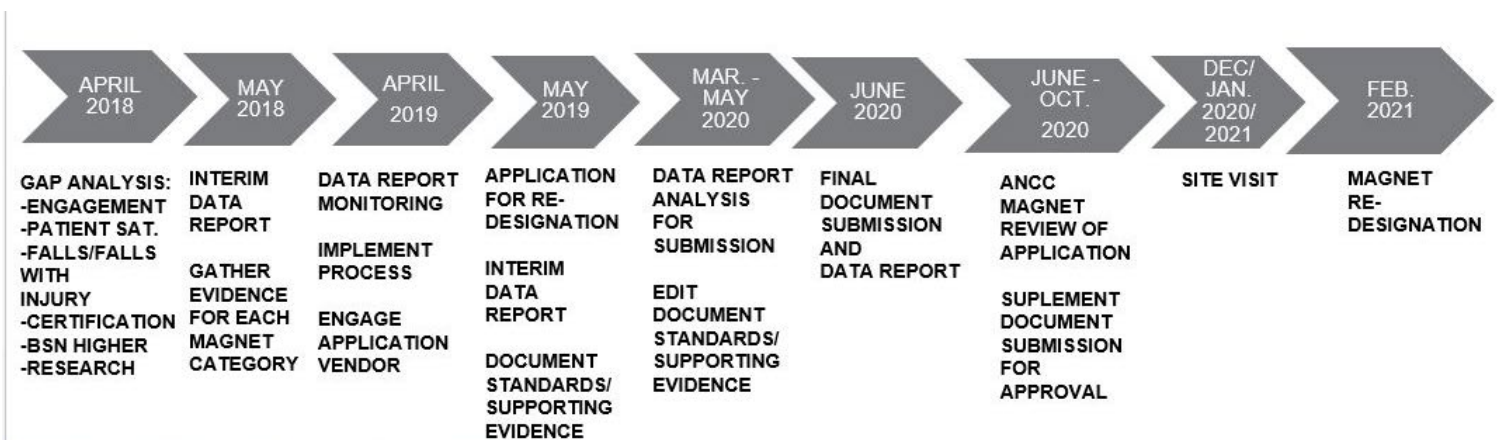 APRIL
2018
MAY
2018
APRIL
2019
MAY
2019
MAR. -
MAY
2020
JUNE
2020
JUNE -
OCT.
2020
DEC/
JAN.
2020/
2021
FEB.
2021
GAP ANALYSIS:
-ENGAGEMENT
-PATIENT SAT.
-FALLS/FALLS
WITH
INJURY
-CERTIFICATION
-BSN HIGHER
-RESEARCH
INTERIM
DATA
REPORT
GATHER
EVIDENCE
FOR EACH
MAGNET
CATEGORY
DATA REPORT
MONITORING
IMPLEMENT
PROCESS
ENGAGE
APPLICATION
VENDOR
APPLICATION
FOR RE-
DESIGNATION
INTERIM
DATA
REPORT
DOCUMENT
STANDARDS/
SUPPORTING
EVIDENCE
DATA REPORT
ANALYSIS
FOR
SUBMISSION
EDIT
DOCUMENT
STANDARDS/
SUPPORTING
EVIDENCE
FINAL
DOCUMENT
SUBMISSION
AND
DATA REPORT
ANCC
MAGNET
REVIEW OF
APPLICATION
SUPLEMENT
DOCUMENT
SUBMISSION
FOR
APPROVAL
SITE VISIT
MAGNET
RE-
DESIGNATION